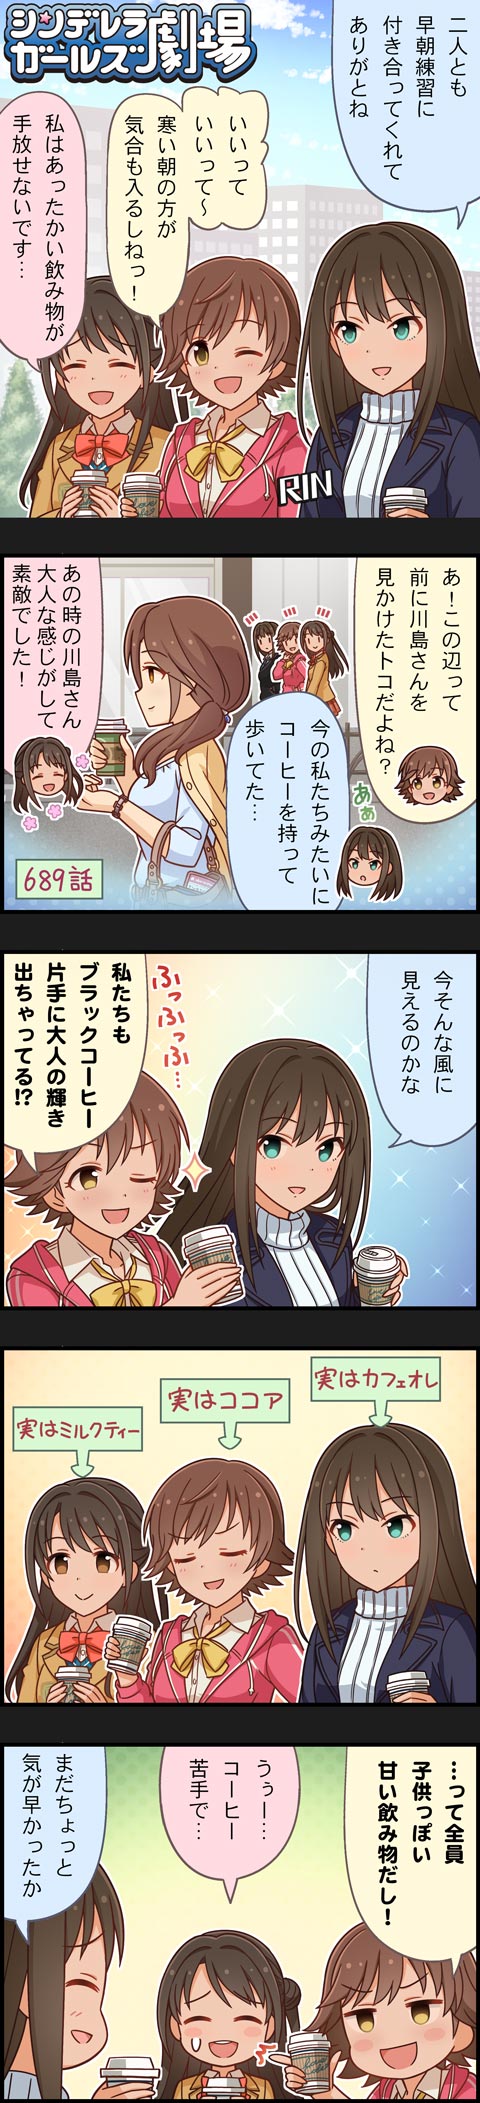 シンデレラ
ガールズ劇場
二人とも
早朝練習に
付き合ってくれて
ありがとね
いいって
いいって～
寒い朝の方が
気合も入るしねっ！
私はあったかい飲み物が
手放せないです…
RIN
あ！この辺って
前に川島さんを
見かけたトコだよね？
あぁ
今の私たちみたいに
コーヒーを持って
歩いてた…
あの時の川島さん
大人な感じがして
素敵でした！
689話
今そんな風に
見えるのかな
ふっふっふ…
私たちも
ブラックコーヒー
片手に大人の輝き
出ちゃってる!?
実はカフェオレ
実はココア
実はミルクティー
…って全員
子供っぽい
甘い飲み物だし！
うぅー…
コーヒー
苦手で…
まだちょっと
気が早かったか